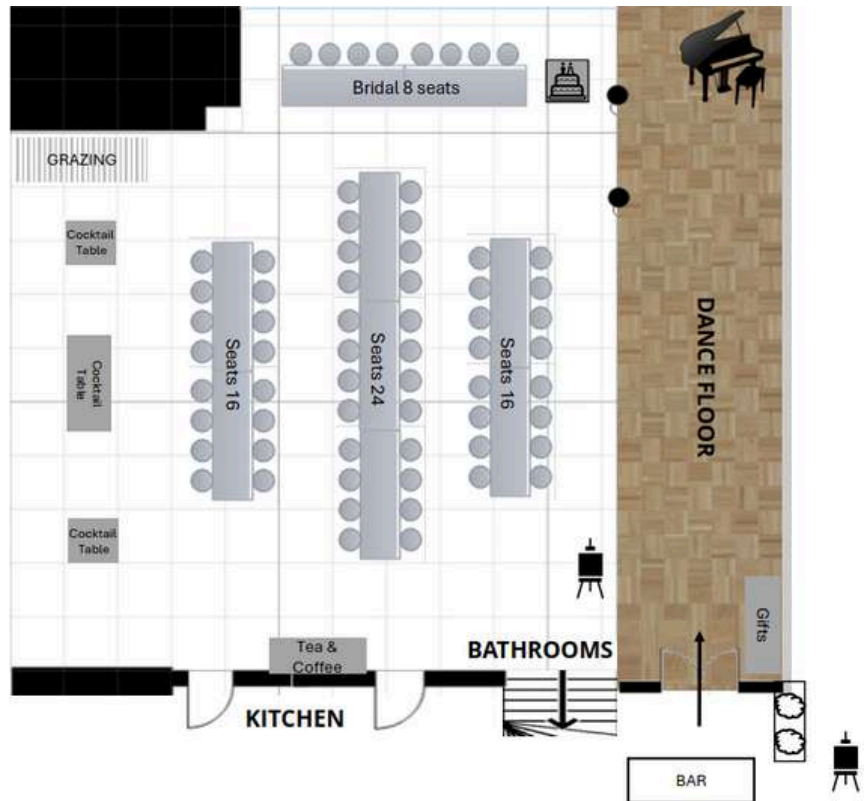 Bridal 8 seats
GRAZING
Cocktail
Table
Cocktail
Table
Cocktail
Table
Seats 16
Seats 24
Seats 16
DANCE FLOOR
Gifts
Tea &
Coffee
BATHROOMS
KITCHEN
BAR